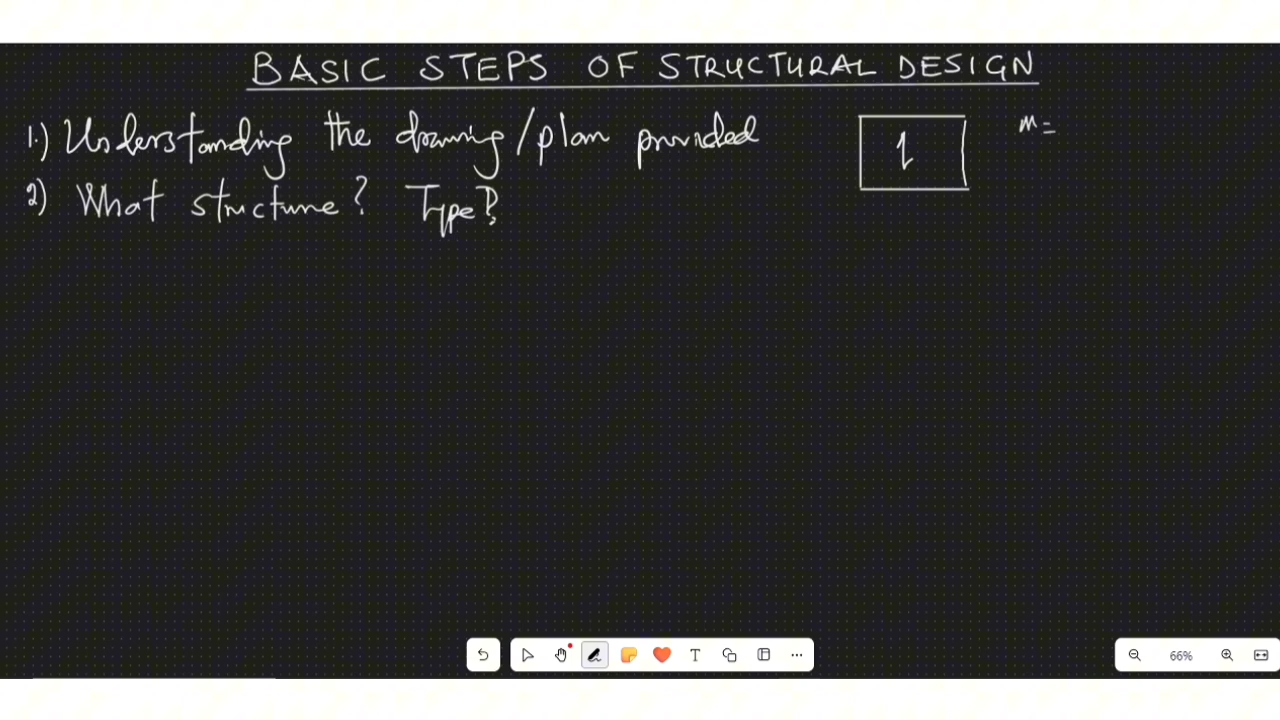 BASIC STEPS OF STRUCTURAL DESIGN
1.) Understanding the drawing/plan provided
2) What structure? Type?
1
m=
T
66%